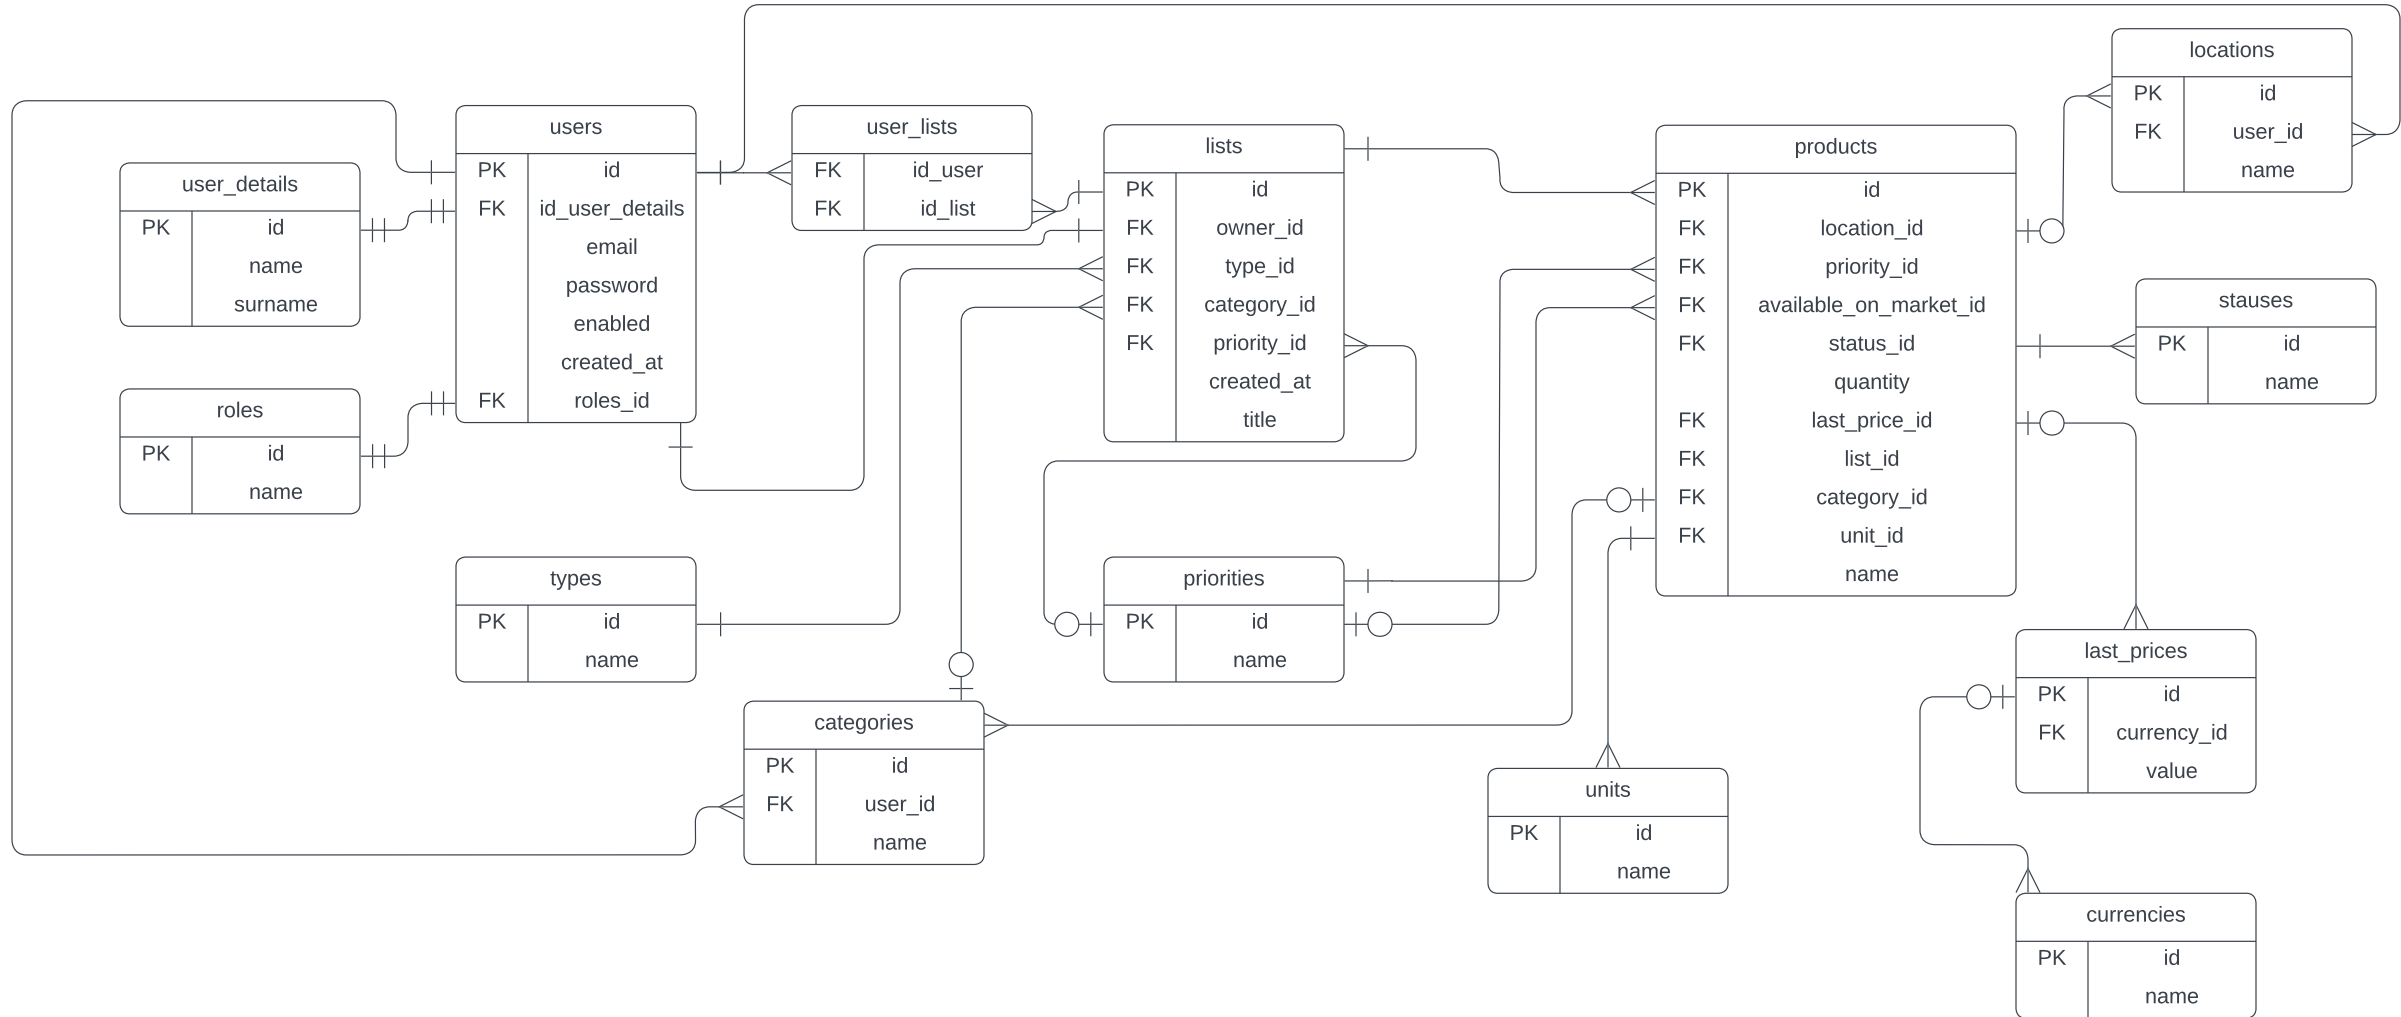 users
PK id
FK id_user_details
email
password
enabled
created_at
FK roles_id
user_details
PK id
name
surname
roles
PK id
name
user_lists
FK id_user
FK id_list
lists
PK id
FK owner_id
FK type_id
FK category_id
FK priority_id
created_at
title
products
PK id
FK location_id
FK priority_id
FK available_on_market_id
FK status_id
quantity
FK last_price_id
FK list_id
FK category_id
FK unit_id
name
locations
PK id
FK user_id
name
stauses
PK id
name
types
PK id
name
priorities
PK id
name
categories
PK id
FK user_id
name
units
PK id
name
last_prices
PK id
FK currency_id
value
currencies
PK id
name